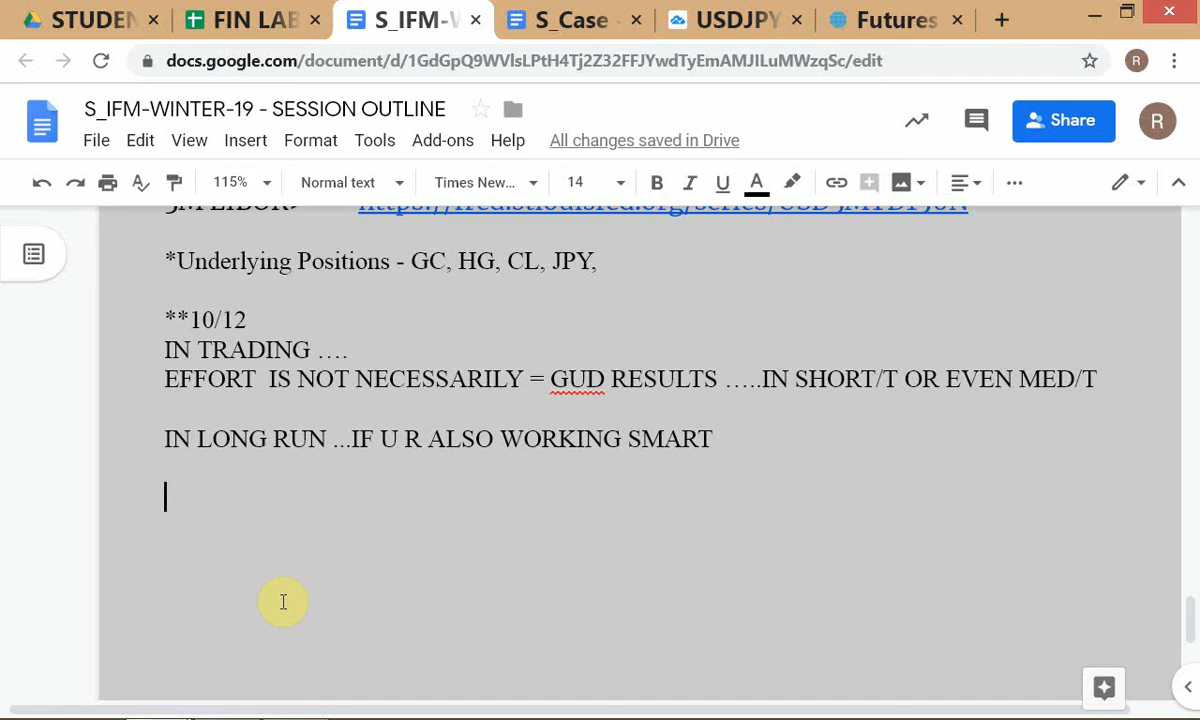 STUDEN
FIN LAB
S_IFM-W
S_Case -
USDJPY
Futures
docs.google.com/document/d/1GdGpQ9WVlsLPtH4Tj2Z32FFJYwdTyEmAMJILuMWzqSc/edit
R
S_IFM-WINTER-19 - SESSION OUTLINE
Share
R
File Edit View Insert Format Tools Add-ons Help All changes saved in Drive
115% Normal text Times New... 14 B I U A
*Underlying Positions - GC, HG, CL, JPY,
**10/12
IN TRADING ….
EFFORT IS NOT NECESSARILY = GUD RESULTS …..IN SHORT/T OR EVEN MED/T
IN LONG RUN ...IF U R ALSO WORKING SMART